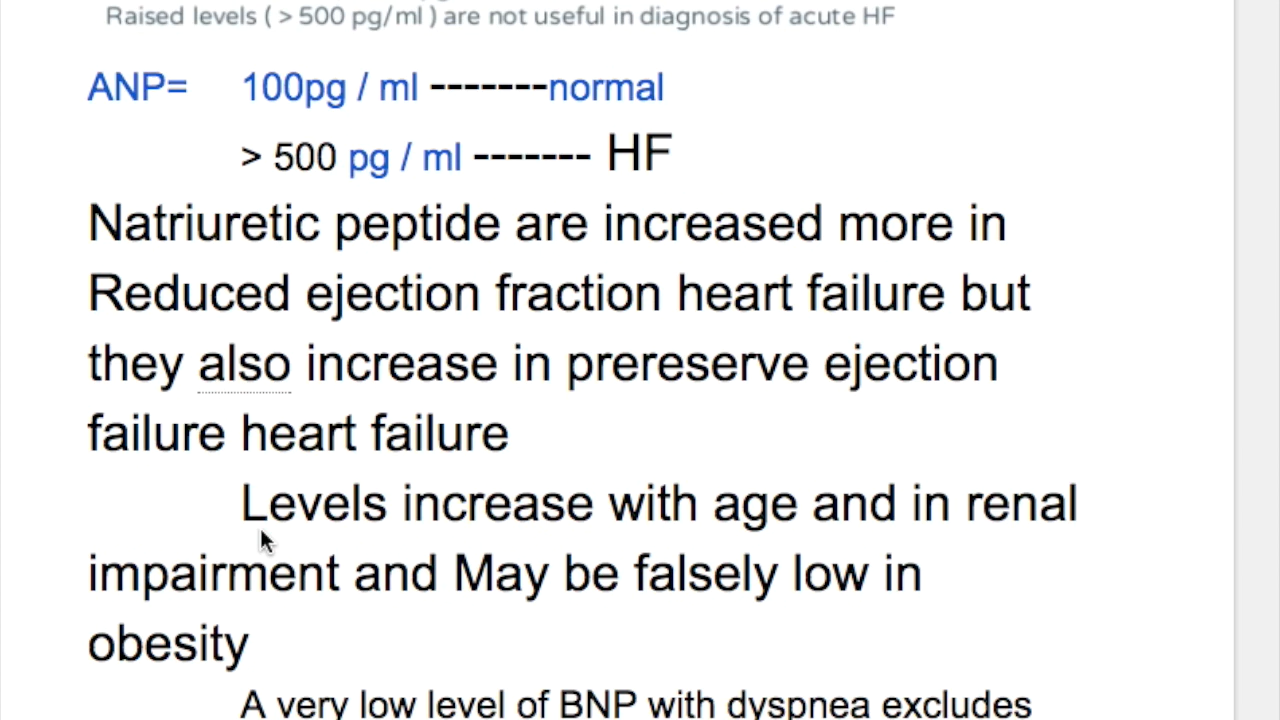 Raised levels ( > 500 pg/ml ) are not useful in diagnosis of acute HF
ANP= 100pg / ml -------normal
> 500 pg / ml ------- HF
Natriuretic peptide are increased more in
Reduced ejection fraction heart failure but
they also increase in prereserve ejection
failure heart failure
Levels increase with age and in renal
impairment and May be falsely low in
obesity
A very low level of BNP with dyspnea excludes